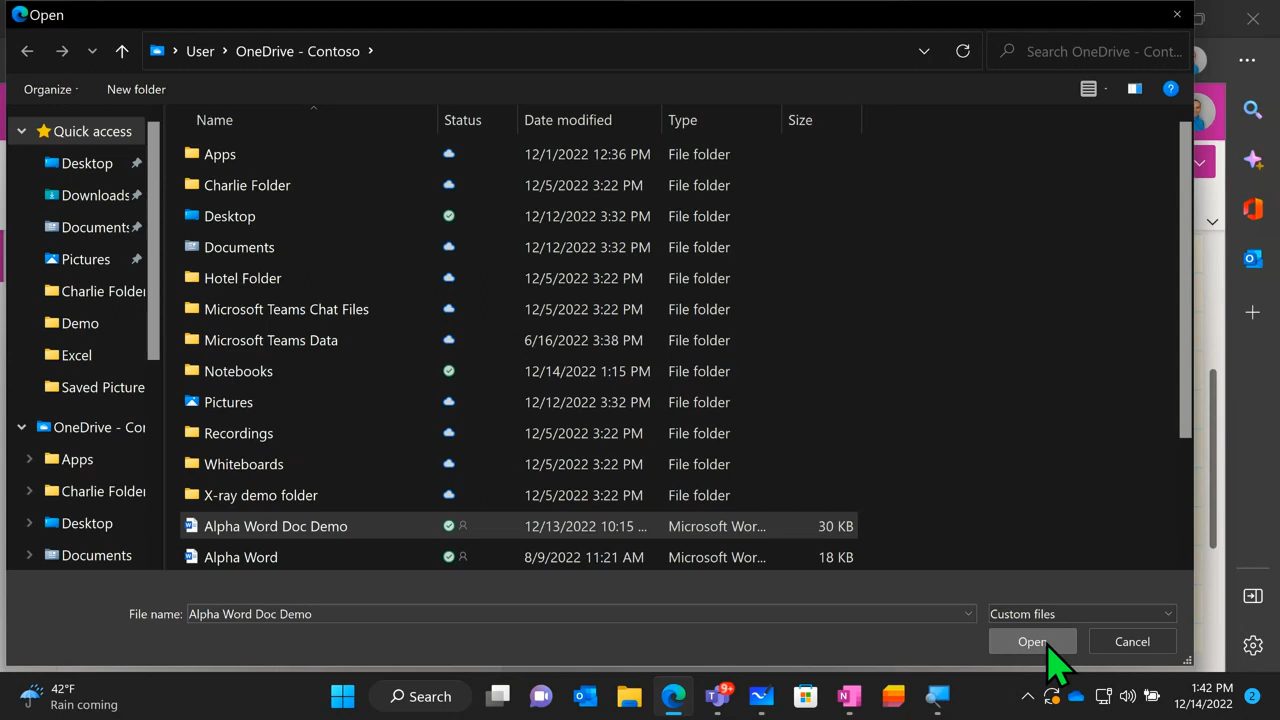 Open
User OneDrive - Contoso
Search OneDrive - Cont...
Organize New folder
Name Status Date modified Type Size
Quick access
Desktop
Downloads
Documents
Pictures
Charlie Folder
Demo
Excel
Saved Picture
OneDrive - Cor
Apps
Charlie Folder
Desktop
Documents
Apps 12/1/2022 12:36 PM File folder
Charlie Folder 12/5/2022 3:22 PM File folder
Desktop 12/12/2022 3:32 PM File folder
Documents 12/12/2022 3:32 PM File folder
Hotel Folder 12/5/2022 3:22 PM File folder
Microsoft Teams Chat Files 12/5/2022 3:22 PM File folder
Microsoft Teams Data 6/16/2022 3:38 PM File folder
Notebooks 12/14/2022 1:15 PM File folder
Pictures 12/12/2022 3:32 PM File folder
Recordings 12/5/2022 3:22 PM File folder
Whiteboards 12/5/2022 3:22 PM File folder
X-ray demo folder 12/5/2022 3:22 PM File folder
Alpha Word Doc Demo 12/13/2022 10:15 ... Microsoft Wor... 30 KB
Alpha Word 8/9/2022 11:21 AM Microsoft Wor... 18 KB
File name: Alpha Word Doc Demo Custom files
Open Cancel
42°F
Rain coming
Search
9+
1:42 PM
12/14/2022
2